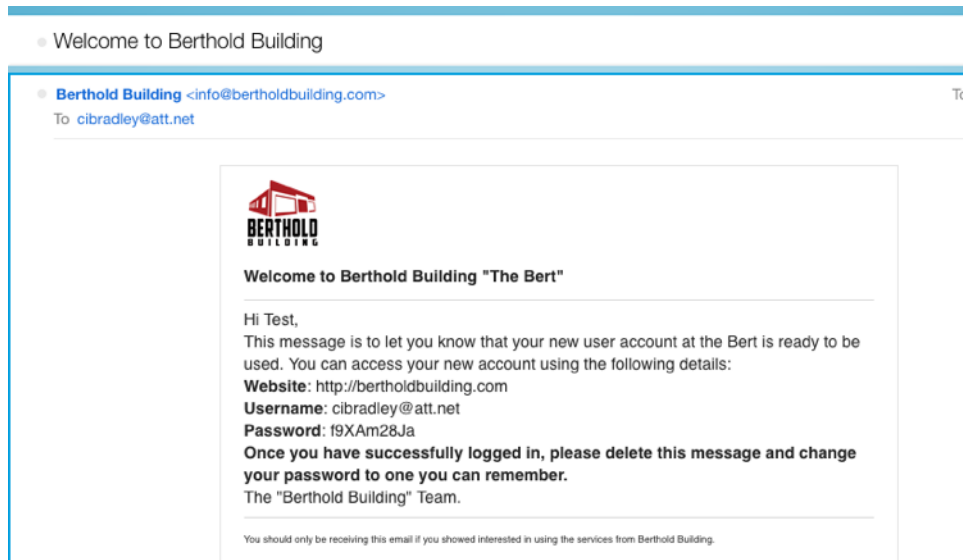 Welcome to Berthold Building
Berthold Building <info@bertholdbuilding.com>
To
To cibradley@att.net
BERTHOLD
BUILDING
Welcome to Berthold Building "The Bert"
Hi Test,
This message is to let you know that your new user account at the Bert is ready to be
used. You can access your new account using the following details:
Website: http://bertholdbuilding.com
Username: cibradley@att.net
Password: f9XAm28Ja
Once you have successfully logged in, please delete this message and change
your password to one you can remember.
The "Berthold Building" Team.
You should only be receiving this email if you showed interested in using the services from Berthold Building.